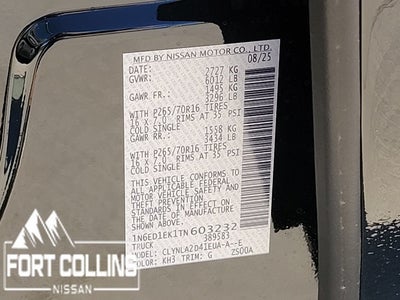 MFD BY NISSAN MOTOR CO., LTD.
DATE: 08/25
GVWR: 2727 KG
6012 LB
GAWR FR: 1495 KG
3296 LB
WITH P265/70R16 TIRES
16 X 7.0 RIMS AT 35 PSI
COLD SINGLE
GAWR RR: 1558 KG
3434 LB
WITH P265/70R16 TIRES
16 X 7.0 RIMS AT 35 PSI
COLD SINGLE
THIS VEHICLE CONFORMS TO
ALL APPLICABLE FEDERAL
MOTOR VEHICLE SAFETY
STANDARDS IN EFFECT ON
THE DATE OF MANUFACTURE
SHOWN ABOVE.
1N6ED1EK1TN603232
TRUCK 389583
MODEL: CLYNLA2D41EUA-A--E
COLOR: KH3 TRIM: G ZS00A
FORT COLLINS
NISSAN